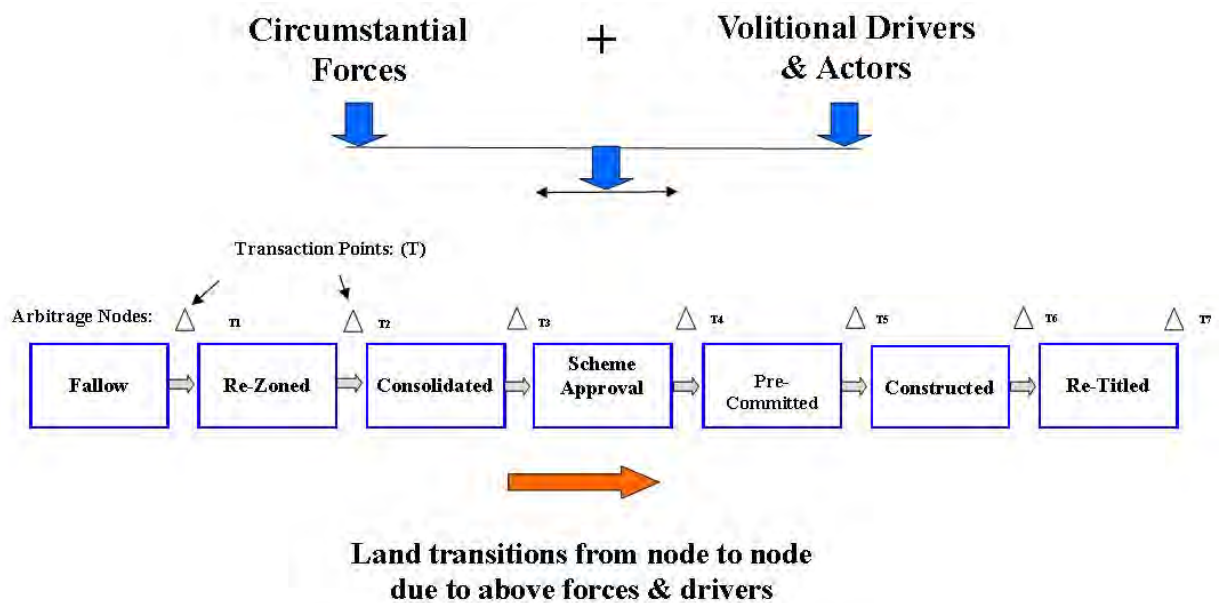 Circumstantial
Forces
+
Volitional Drivers
& Actors
Transaction Points: (T)
Arbitrage Nodes:
T1
T2
T3
T4
T5
T6
T7
Fallow
Re-Zoned
Consolidated
Scheme
Approval
Pre-
Committed
Constructed
Re-Titled
Land transitions from node to node
due to above forces & drivers